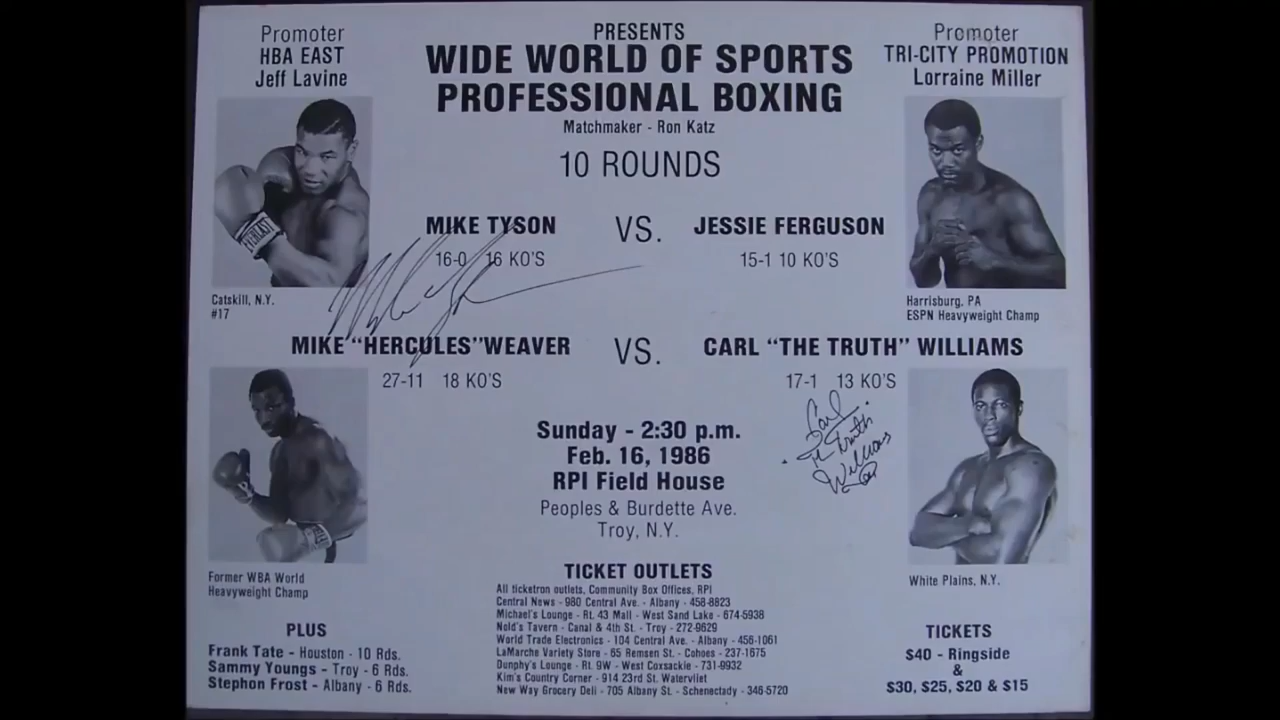 Promoter
HBA EAST
Jeff Lavine
PRESENTS
WIDE WORLD OF SPORTS
PROFESSIONAL BOXING
Matchmaker - Ron Katz
10 ROUNDS
Promoter
TRI-CITY PROMOTION
Lorraine Miller
EVERLAST
MIKE TYSON VS. JESSIE FERGUSON
16-0 16 KO'S 15-1 10 KO'S
Catskill, N.Y.
#17
Harrisburg, PA
ESPN Heavyweight Champ
MIKE "HERCULES" WEAVER VS. CARL "THE TRUTH" WILLIAMS
27-11 18 KO'S 17-1 13 KO'S
Carl
The Truth
Williams
Sunday - 2:30 p.m.
Feb. 16, 1986
RPI Field House
Peoples & Burdette Ave.
Troy, N.Y.
Former WBA World
Heavyweight Champ
White Plains, N.Y.
TICKET OUTLETS
All ticketron outlets, Community Box Offices, RPI
Central News - 980 Central Ave. - Albany - 458-8823
Michael's Lounge - Rt. 43 Mall - West Sand Lake - 674-5938
Nold's Tavern - Canal & 4th St. - Troy - 272-9629
World Trade Electronics - 104 Central Ave. - Albany - 456-1061
LaMarche Variety Store - 65 Remsen St. - Cohoes - 237-1675
Dunphy's Lounge - Rt. 9W - West Coxsackie - 731-9932
Kim's Country Corner - 914 23rd St. Watervliet
New Way Grocery Deli - 705 Albany St. - Schenectady - 346-5720
PLUS
Frank Tate - Houston - 10 Rds.
Sammy Youngs - Troy - 6 Rds.
Stephon Frost - Albany - 6 Rds.
TICKETS
$40 - Ringside
&
$30, $25, $20 & $15